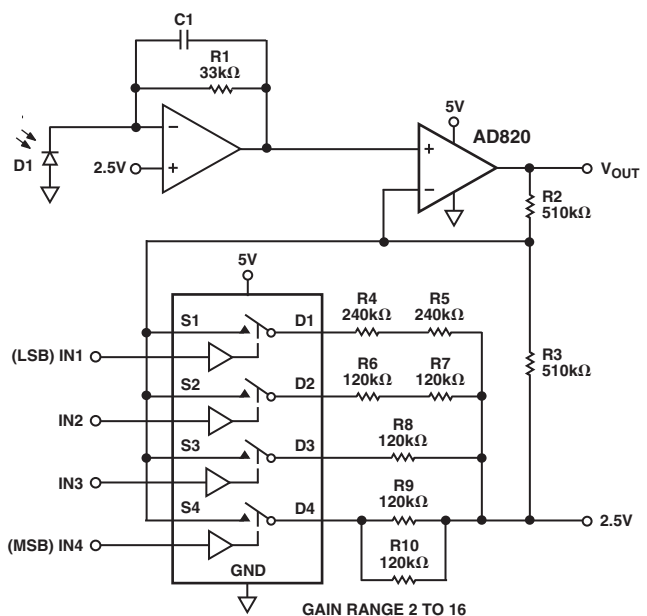 C1
R1
33kΩ
D1
2.5V
5V
AD820
VOUT
R2
510kΩ
R3
510kΩ
5V
S1
D1
R4
240kΩ
R5
240kΩ
(LSB) IN1
S2
D2
R6
120kΩ
R7
120kΩ
IN2
S3
D3
R8
120kΩ
IN3
S4
D4
R9
120kΩ
2.5V
(MSB) IN4
R10
120kΩ
GND
GAIN RANGE 2 TO 16